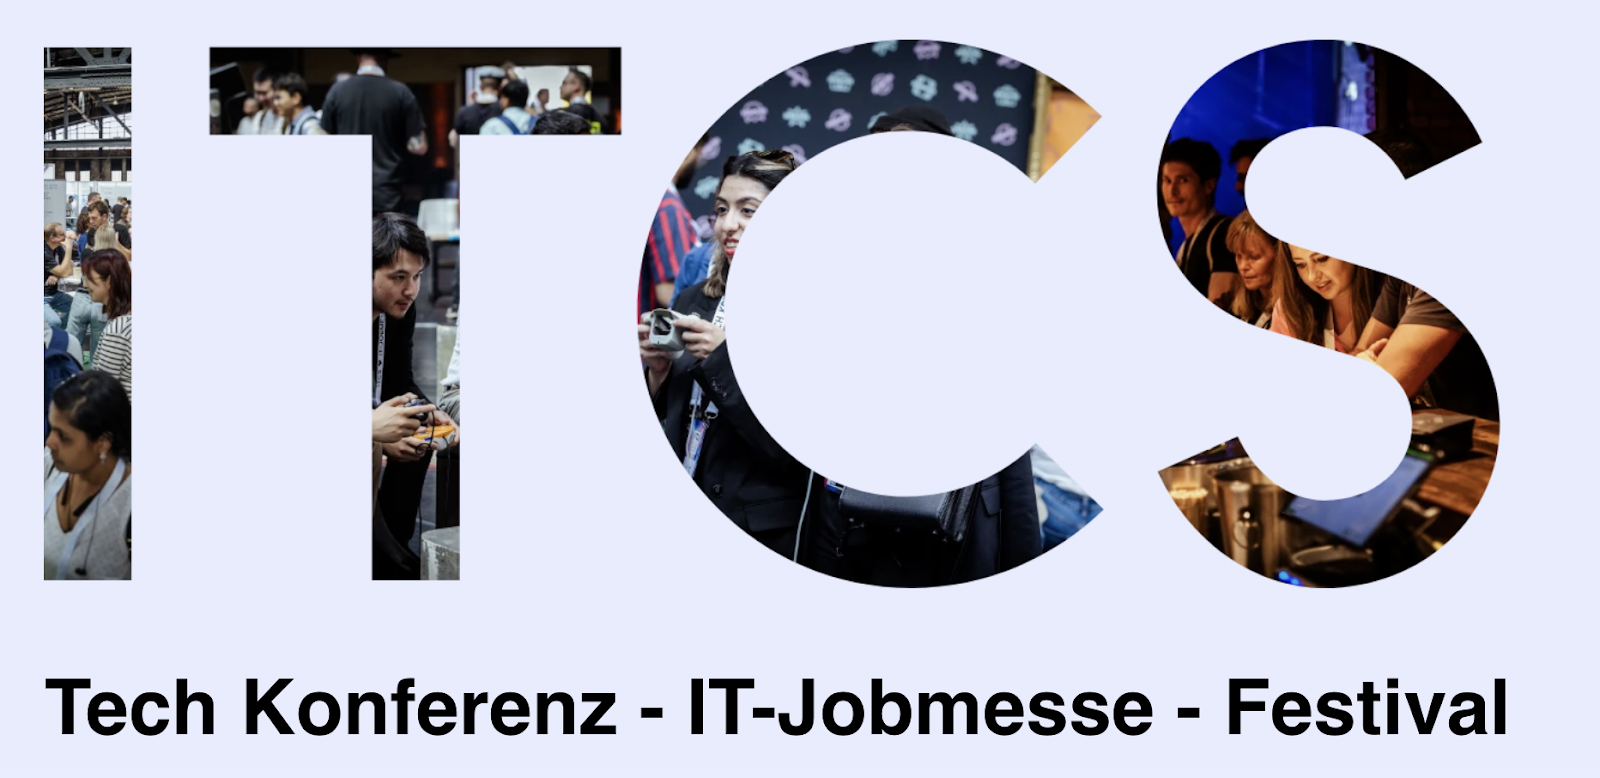 ITCS
Tech Konferenz - IT-Jobmesse - Festival